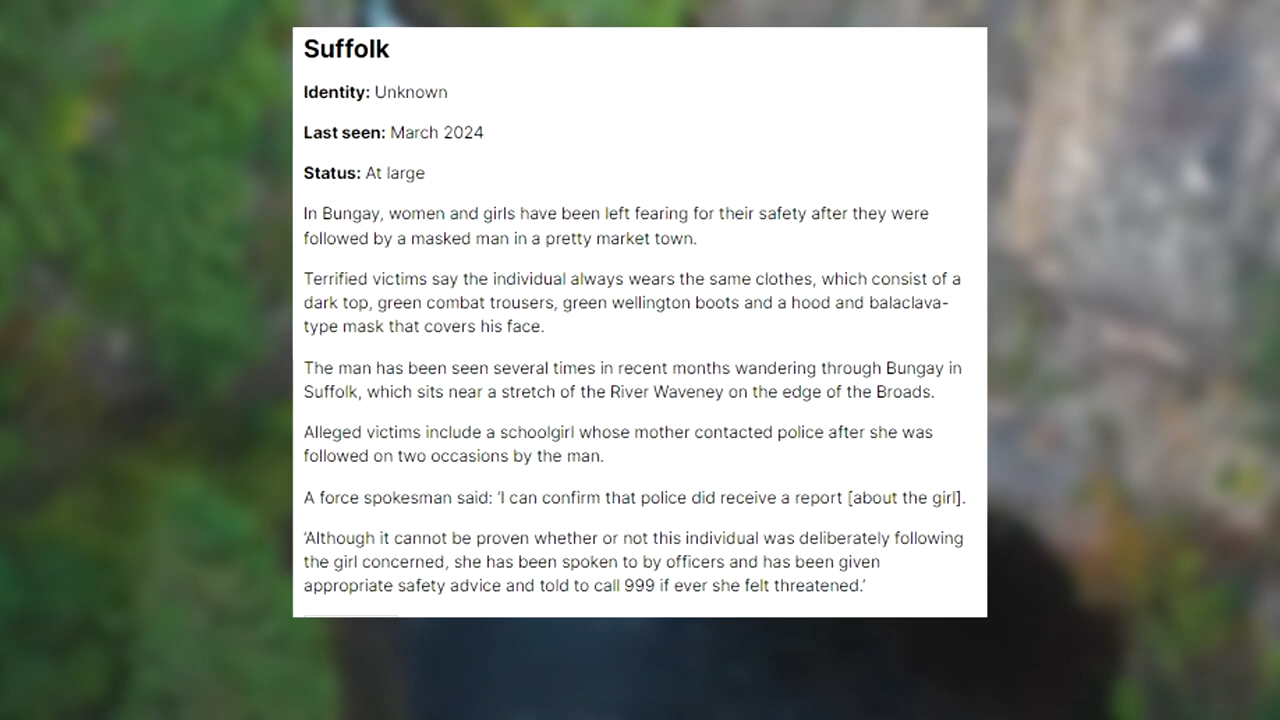 Suffolk
Identity: Unknown
Last seen: March 2024
Status: At large
In Bungay, women and girls have been left fearing for their safety after they were
followed by a masked man in a pretty market town.
Terrified victims say the individual always wears the same clothes, which consist of a
dark top, green combat trousers, green wellington boots and a hood and balaclava-
type mask that covers his face.
The man has been seen several times in recent months wandering through Bungay in
Suffolk, which sits near a stretch of the River Waveney on the edge of the Broads.
Alleged victims include a schoolgirl whose mother contacted police after she was
followed on two occasions by the man.
A force spokesman said: ‘I can confirm that police did receive a report [about the girl].
‘Although it cannot be proven whether or not this individual was deliberately following
the girl concerned, she has been spoken to by officers and has been given
appropriate safety advice and told to call 999 if ever she felt threatened.’